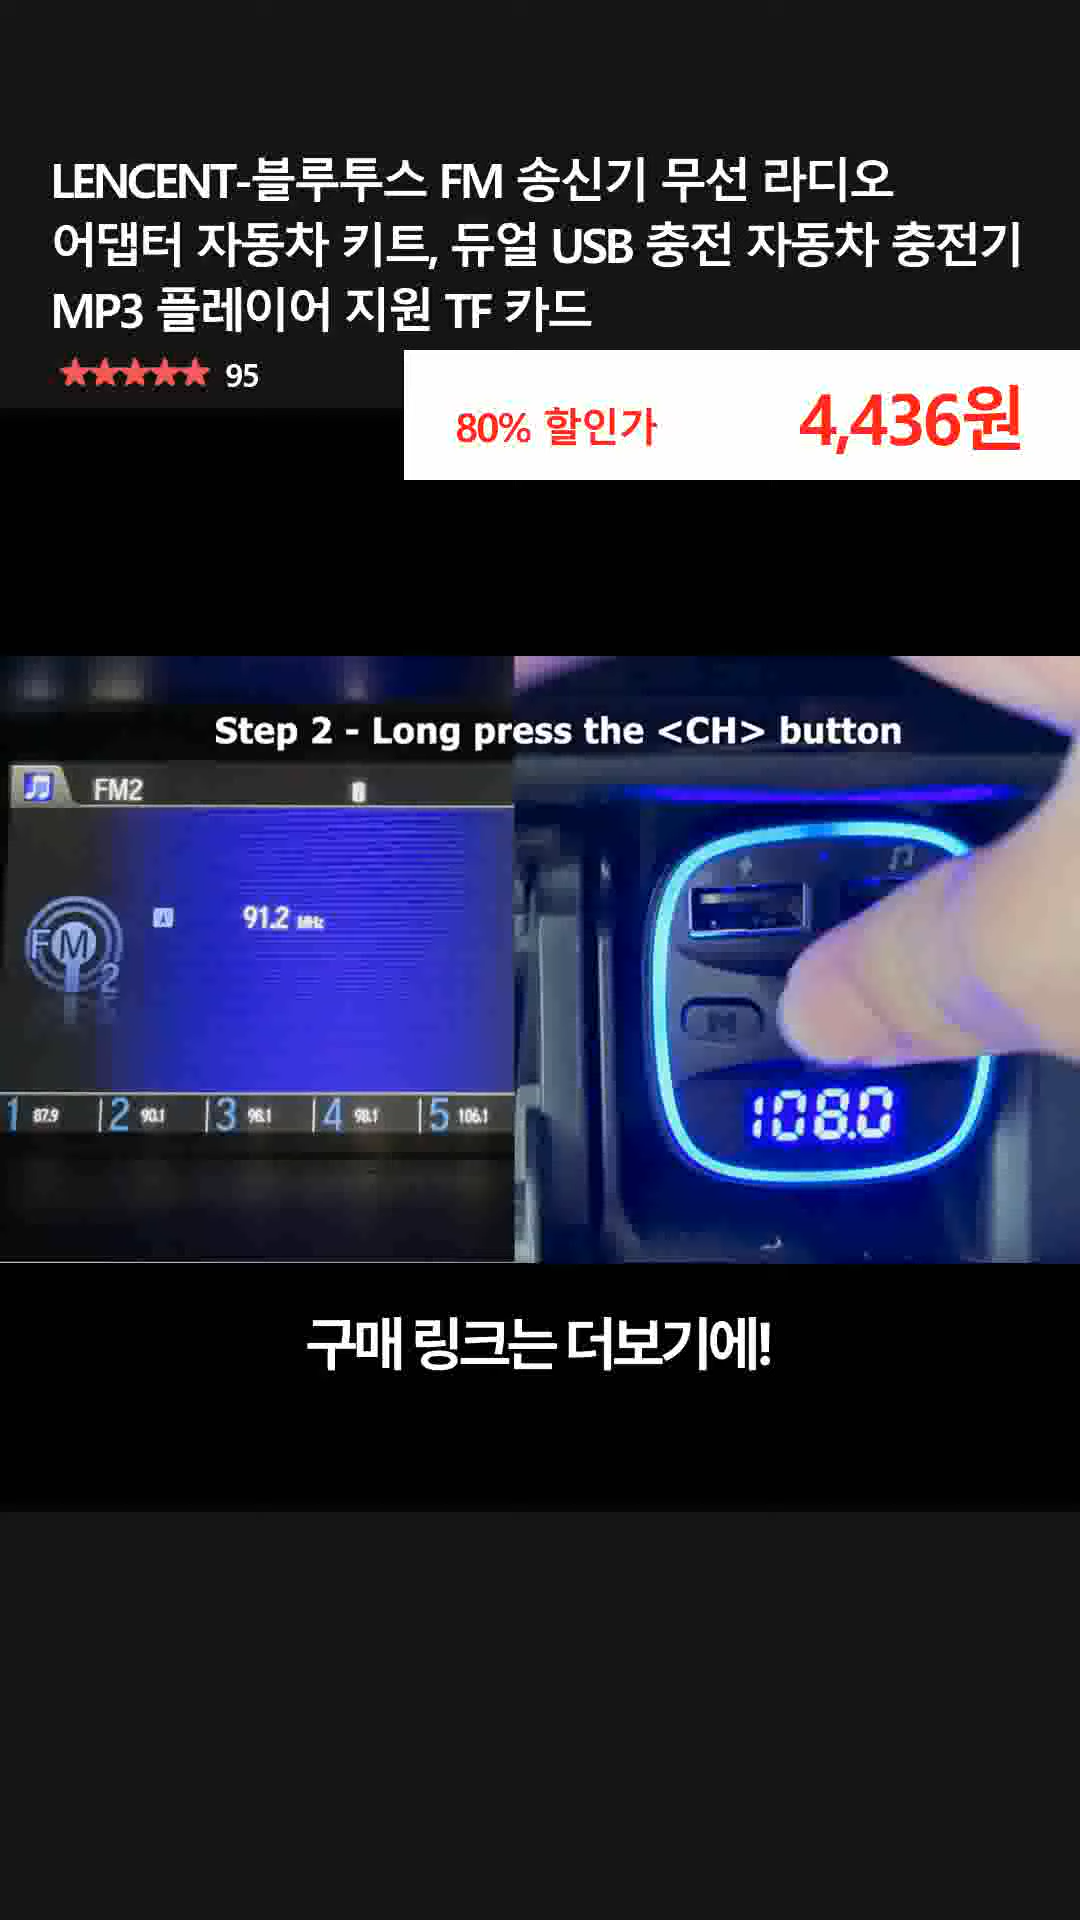 LENCENT-블루투스 FM 송신기 무선 라디오
어댑터 자동차 키트, 듀얼 USB 충전 자동차 충전기
MP3 플레이어 지원 TF 카드
★★★★★ 95
80% 할인가 4,436원
Step 2 - Long press the <CH> button
FM2
91.2 MHz
FM 2
1 87.9 2 90.1 3 96.1 4 98.1 5 106.1
108.0
구매 링크는 더보기에!